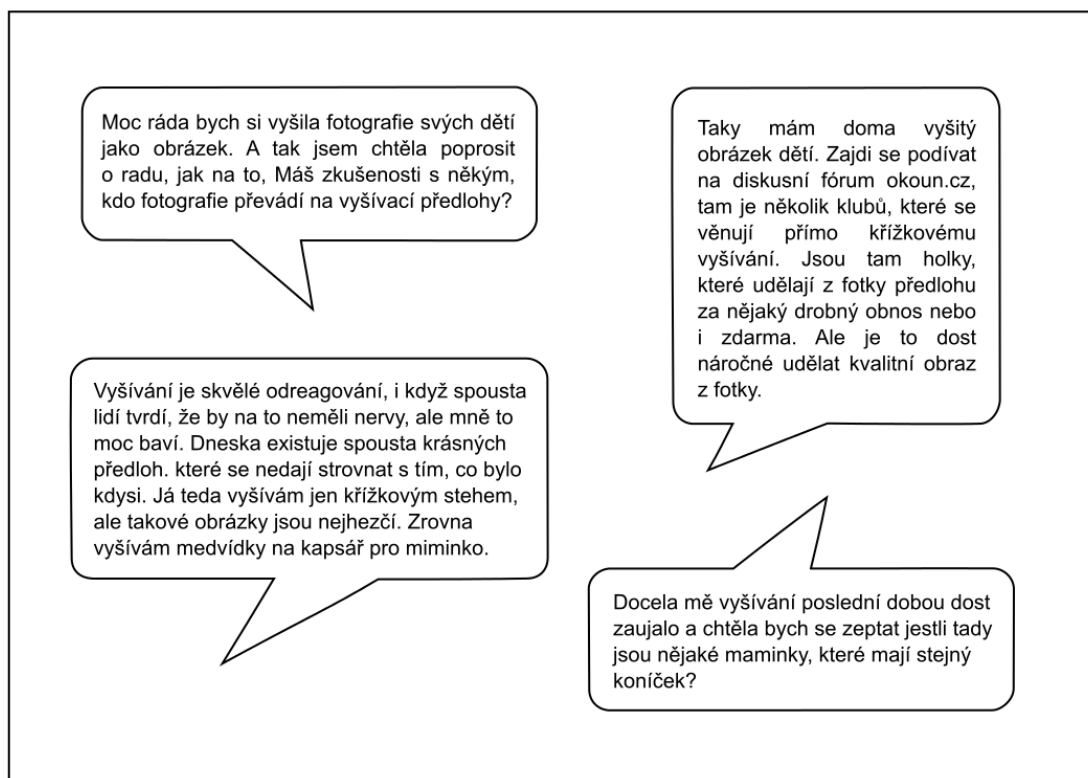 Moc ráda bych si vyšila fotografie svých dětí
jako obrázek. A tak jsem chtěla poprosit
o radu, jak na to, Máš zkušenosti s někým,
kdo fotografie převádí na vyšívací předlohy?
Taky mám doma vyšitý
obrázek dětí. Zajdi se podívat
na diskusní fórum okoun.cz,
tam je několik klubů, které se
věnují přímo křížkovému
vyšívání. Jsou tam holky,
které udělají z fotky předlohu
za nějaký drobný obnos nebo
i zdarma. Ale je to dost
náročné udělat kvalitní obraz
z fotky.
Vyšívání je skvělé odreagování, i když spousta
lidí tvrdí, že by na to neměli nervy, ale mně to
moc baví. Dneska existuje spousta krásných
předloh. které se nedají strovnat s tím, co bylo
kdysi. Já teda vyšívám jen křížkovým stehem,
ale takové obrázky jsou nejhezčí. Zrovna
vyšívám medvídky na kapsář pro miminko.
Docela mě vyšívání poslední dobou dost
zaujalo a chtěla bych se zeptat jestli tady
jsou nějaké maminky, které mají stejný
koníček?